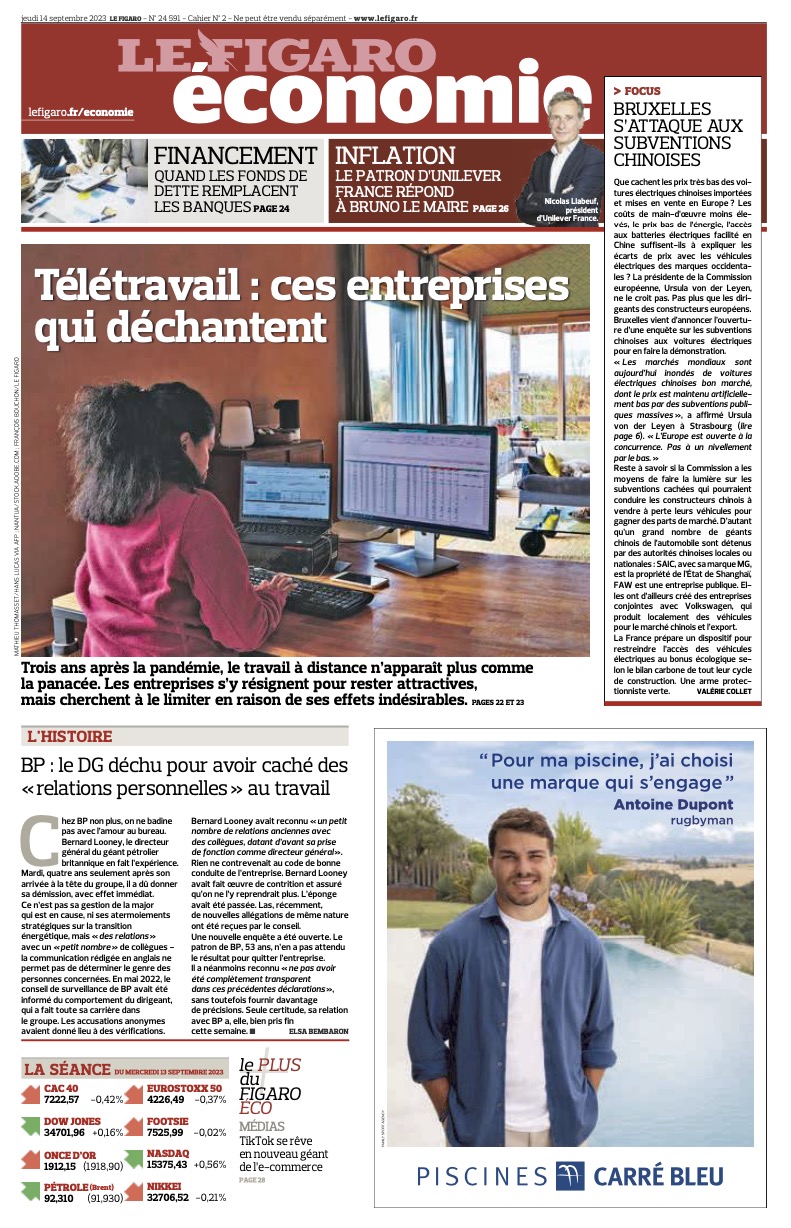 jeudi 14 septembre 2023 LE FIGARO - N° 24 591 - Cahier N° 2 - Ne peut être vendu séparément - www.lefigaro.fr
LE FIGARO
économie
lefigaro.fr/economie
FINANCEMENT
QUAND LES FONDS DE
DETTE REMPLACENT
LES BANQUES PAGE 24
INFLATION
LE PATRON D'UNILEVER
FRANCE RÉPOND
À BRUNO LE MAIRE PAGE 26
Nicolas Liabeuf,
président
d'Unilever France.
> FOCUS
BRUXELLES
S'ATTAQUE AUX
SUBVENTIONS
CHINOISES
Que cachent les prix très bas des voi-
tures électriques chinoises importées
et mises en vente en Europe ? Les
coûts de main-d'œuvre moins éle-
vés, le prix bas de l'énergie, l'accès
aux batteries électriques facilité en
Chine suffisent-ils à expliquer les
écarts de prix avec les véhicules
électriques des marques occidenta-
les ? La présidente de la Commission
européenne, Ursula von der Leyen,
ne le croit pas. Pas plus que les diri-
geants des constructeurs européens.
Bruxelles vient d'annoncer l'ouvertu-
re d'une enquête sur les subventions
chinoises aux voitures électriques
pour en faire la démonstration.
« Les marchés mondiaux sont
aujourd'hui inondés de voitures
électriques chinoises bon marché,
dont le prix est maintenu artificielle-
ment bas par des subventions publi-
ques massives », a affirmé Ursula
von der Leyen à Strasbourg (lire
page 6). « L'Europe est ouverte à la
concurrence. Pas à un nivellement
par le bas. »
Reste à savoir si la Commission a les
moyens de faire la lumière sur les
subventions cachées qui pourraient
conduire les constructeurs chinois à
vendre à perte leurs véhicules pour
gagner des parts de marché. D'autant
qu'un grand nombre de géants
chinois de l'automobile sont détenus
par des autorités chinoises locales ou
nationales : SAIC, avec sa marque MG,
est la propriété de l'État de Shanghaï,
FAW est une entreprise publique. El-
les ont d'ailleurs créé des entreprises
conjointes avec Volkswagen, qui
produit localement des véhicules
pour le marché chinois et l'export.
La France prépare un dispositif pour
restreindre l'accès des véhicules
électriques au bonus écologique se-
lon le bilan carbone de tout leur cycle
de construction. Une arme protec-
tionniste verte. VALÉRIE COLLET
Télétravail : ces entreprises
qui déchantent
MATHIEU THOMASSET/HANS LUCAS VIA AFP ; NANTUA/STOCK.ADOBE.COM ; FRANÇOIS BOUCHON/LE FIGARO
Trois ans après la pandémie, le travail à distance n'apparaît plus comme
la panacée. Les entreprises s'y résignent pour rester attractives,
mais cherchent à le limiter en raison de ses effets indésirables. PAGES 22 ET 23
L'HISTOIRE
BP : le DG déchu pour avoir caché des
« relations personnelles » au travail
Chez BP non plus, on ne badine
pas avec l'amour au bureau.
Bernard Looney, le directeur
général du géant pétrolier
britannique en fait l'expérience.
Mardi, quatre ans seulement après son
arrivée à la tête du groupe, il a dû donner
sa démission, avec effet immédiat.
Ce n'est pas sa gestion de la major
qui est en cause, ni ses atermoiements
stratégiques sur la transition
énergétique, mais « des relations »
avec un « petit nombre » de collègues –
la communication rédigée en anglais ne
permet pas de déterminer le genre des
personnes concernées. En mai 2022, le
conseil de surveillance de BP avait été
informé du comportement du dirigeant,
qui a fait toute sa carrière dans
le groupe. Les accusations anonymes
avaient donné lieu à des vérifications.
Bernard Looney avait reconnu « un petit
nombre de relations anciennes avec
des collègues, datant d'avant sa prise
de fonction comme directeur général ».
Rien ne contrevenait au code de bonne
conduite de l'entreprise. Bernard Looney
avait fait œuvre de contrition et assuré
qu'on ne l'y reprendrait plus. L'éponge
avait été passée. Las, récemment,
de nouvelles allégations de même nature
ont été reçues par le conseil.
Une nouvelle enquête a été ouverte. Le
patron de BP, 53 ans, n'en a pas attendu
le résultat pour quitter l'entreprise.
Il a néanmoins reconnu « ne pas avoir
été complètement transparent
dans ces précédentes déclarations »,
sans toutefois fournir davantage
de précisions. Seule certitude, sa relation
avec BP a, elle, bien pris fin
cette semaine. ■ ELSA BEMBARON
LA SÉANCE DU MERCREDI 13 SEPTEMBRE 2023
CAC 40
7222,57 -0,42%
EUROSTOXX 50
4226,49 -0,37%
DOW JONES
34701,96 +0,16%
FOOTSIE
7525,99 -0,02%
ONCE D'OR
1912,15 (1918,90)
NASDAQ
15375,43 +0,56%
PÉTROLE (Brent)
92,310 (91,930)
NIKKEI
32706,52 -0,21%
le PLUS
du
FIGARO
ÉCO
MÉDIAS
TikTok se rêve
en nouveau géant
de l'e-commerce
PAGE 28
“ Pour ma piscine, j'ai choisi
une marque qui s'engage ”
Antoine Dupont
rugbyman
PISCINES CARRÉ BLEU